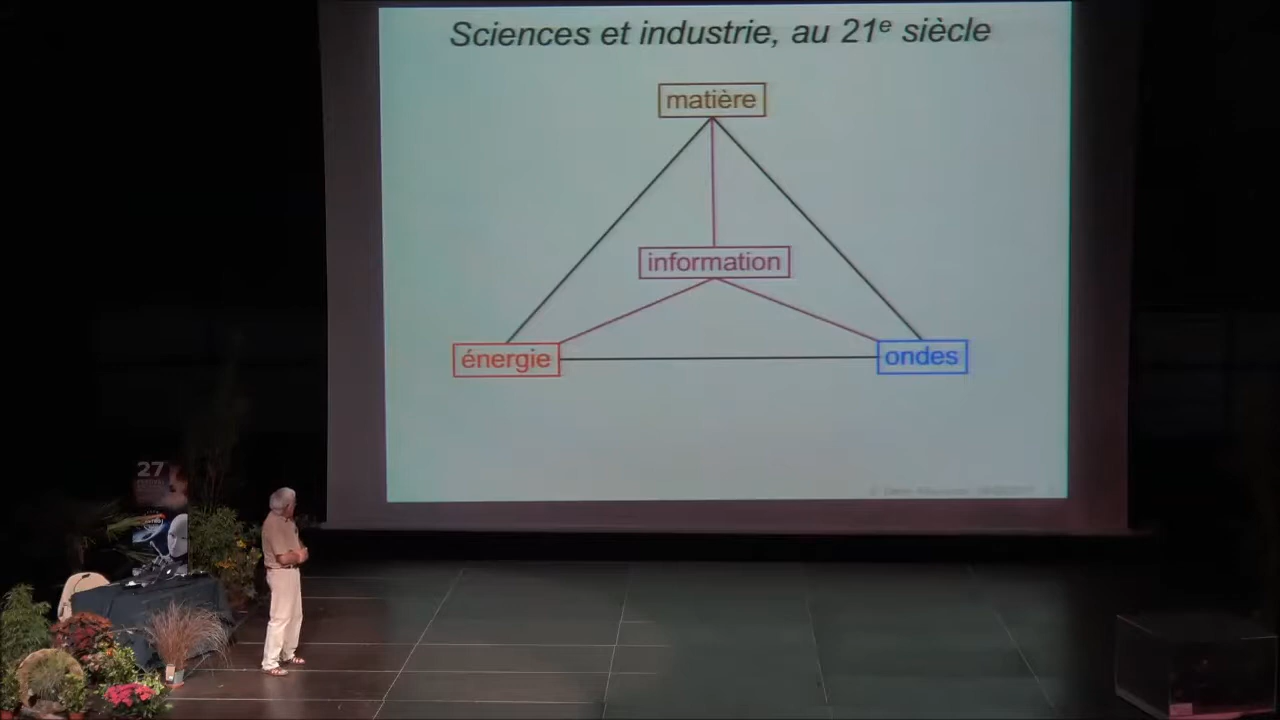 Sciences et industrie, au 21e siècle
matière
information
énergie
ondes
27